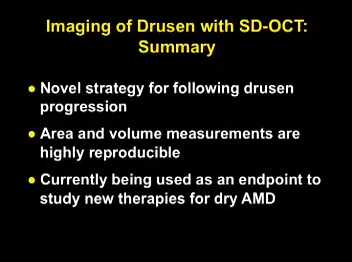 Imaging of Drusen with SD-OCT:
Summary
● Novel strategy for following drusen
progression
● Area and volume measurements are
highly reproducible
● Currently being used as an endpoint to
study new therapies for dry AMD